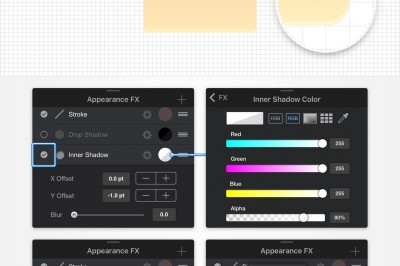 Appearance FX
Stroke
Drop Shadow
Inner Shadow
X Offset 0.0 pt
Y Offset -1.0 pt
Blur 0.0
FX Inner Shadow Color
HSB RGB
Red
255
Green
255
Blue
255
Alpha
80%
Appearance FX
Stroke
Appearance FX